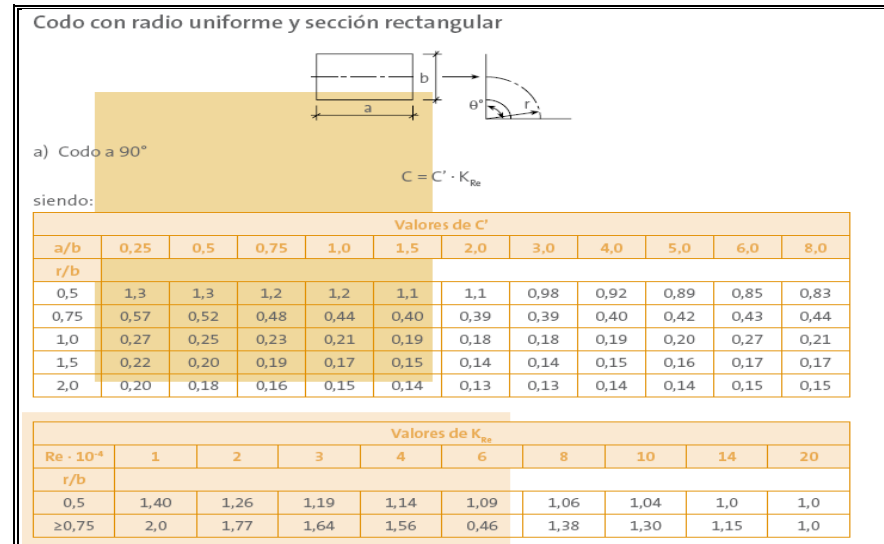 Codo con radio uniforme y sección rectangular
b
a
θ° r
a) Codo a 90°
C = C' · K_Re
siendo:
Valores de C'
a/b 0,25 0,5 0,75 1,0 1,5 2,0 3,0 4,0 5,0 6,0 8,0
r/b
0,5 1,3 1,3 1,2 1,2 1,1 1,1 0,98 0,92 0,89 0,85 0,83
0,75 0,57 0,52 0,48 0,44 0,40 0,39 0,39 0,40 0,42 0,43 0,44
1,0 0,27 0,25 0,23 0,21 0,19 0,18 0,18 0,19 0,20 0,27 0,21
1,5 0,22 0,20 0,19 0,17 0,15 0,14 0,14 0,15 0,16 0,17 0,17
2,0 0,20 0,18 0,16 0,15 0,14 0,13 0,13 0,14 0,14 0,15 0,15
Valores de K_Re
Re · 10⁻⁴ 1 2 3 4 6 8 10 14 20
r/b
0,5 1,40 1,26 1,19 1,14 1,09 1,06 1,04 1,0 1,0
≥0,75 2,0 1,77 1,64 1,56 0,46 1,38 1,30 1,15 1,0